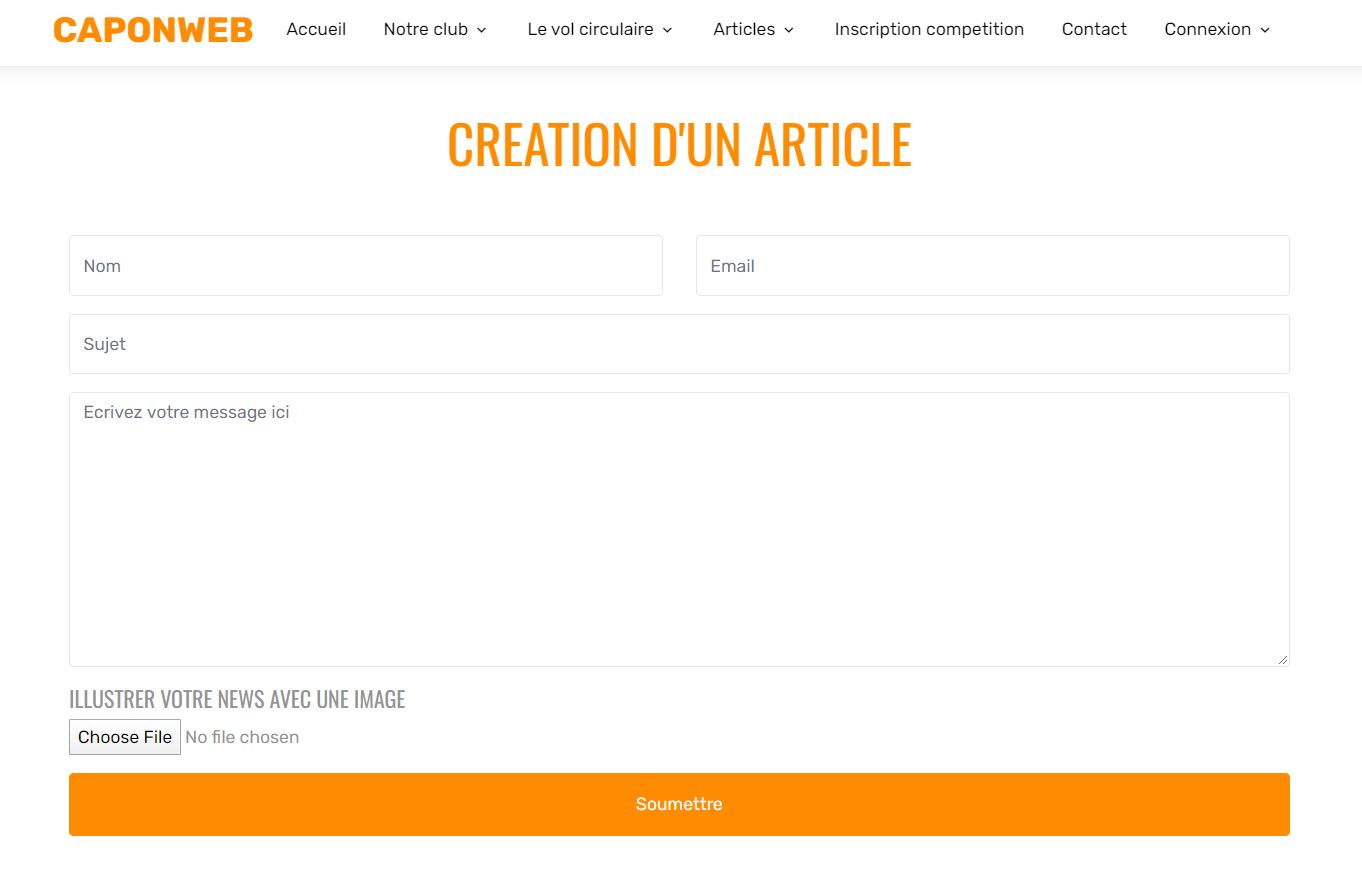 CAPONWEB Accueil Notre club Le vol circulaire Articles Inscription competition Contact Connexion
CREATION D'UN ARTICLE
Nom Email
Sujet
Ecrivez votre message ici
ILLUSTRER VOTRE NEWS AVEC UNE IMAGE
Choose File No file chosen
Soumettre